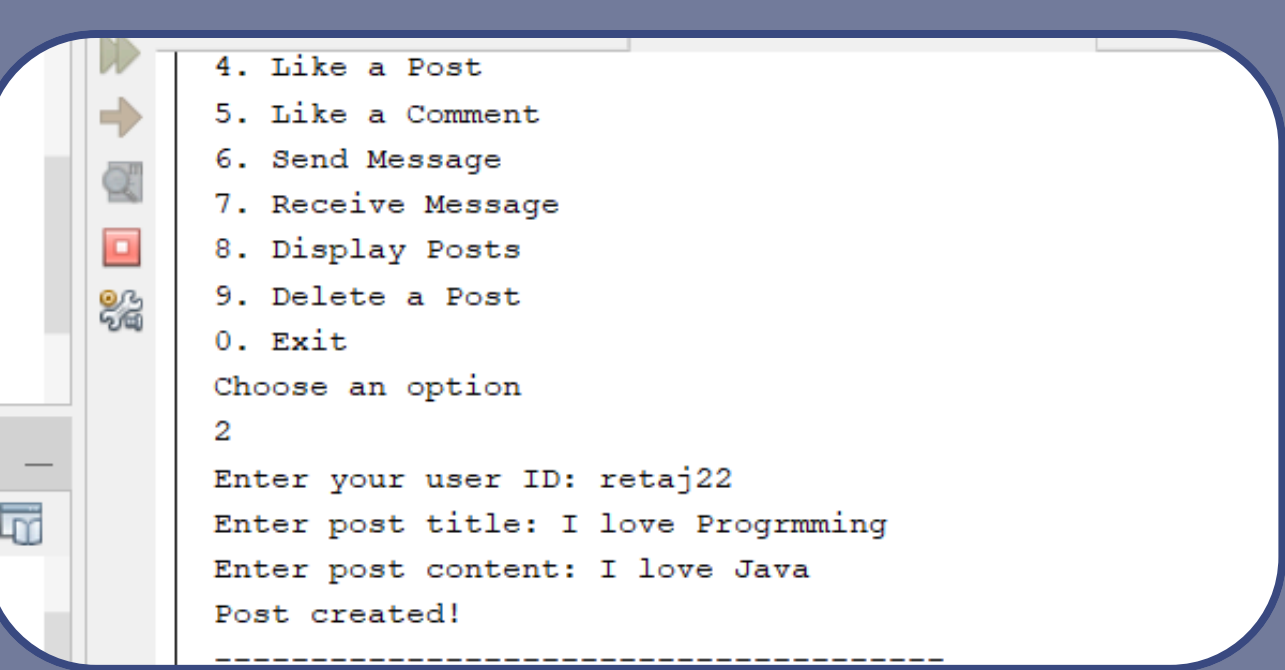 4. Like a Post
5. Like a Comment
6. Send Message
7. Receive Message
8. Display Posts
9. Delete a Post
0. Exit
Choose an option
2
Enter your user ID: retaj22
Enter post title: I love Progrmming
Enter post content: I love Java
Post created!
--------------------------------------